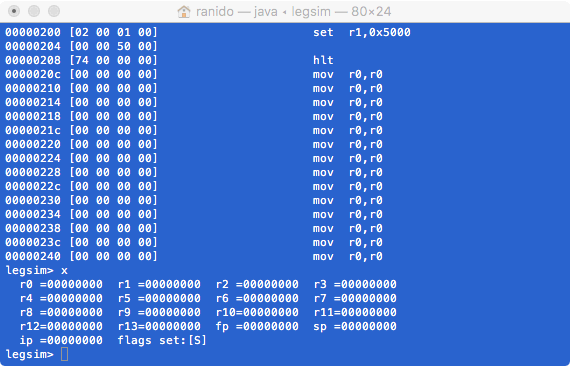 ranido — java ◂ legsim — 80×24
00000200 [02 00 01 00] set r1,0x5000
00000204 [00 00 50 00]
00000208 [74 00 00 00] hlt
0000020c [00 00 00 00] mov r0,r0
00000210 [00 00 00 00] mov r0,r0
00000214 [00 00 00 00] mov r0,r0
00000218 [00 00 00 00] mov r0,r0
0000021c [00 00 00 00] mov r0,r0
00000220 [00 00 00 00] mov r0,r0
00000224 [00 00 00 00] mov r0,r0
00000228 [00 00 00 00] mov r0,r0
0000022c [00 00 00 00] mov r0,r0
00000230 [00 00 00 00] mov r0,r0
00000234 [00 00 00 00] mov r0,r0
00000238 [00 00 00 00] mov r0,r0
0000023c [00 00 00 00] mov r0,r0
00000240 [00 00 00 00] mov r0,r0
legsim> x
r0 =00000000 r1 =00000000 r2 =00000000 r3 =00000000
r4 =00000000 r5 =00000000 r6 =00000000 r7 =00000000
r8 =00000000 r9 =00000000 r10=00000000 r11=00000000
r12=00000000 r13=00000000 fp =00000000 sp =00000000
ip =00000000 flags set:[S]
legsim>